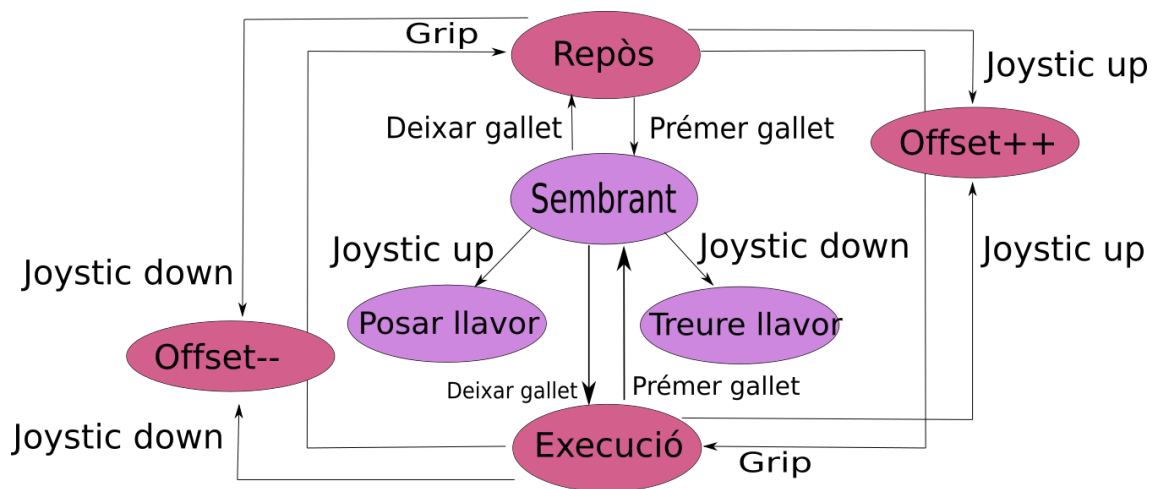 Grip
Repòs
Joystic up
Deixar gallet
Prémer gallet
Offset++
Sembrant
Joystic up
Joystic down
Joystic up
Joystic down
Posar llavor
Treure llavor
Offset--
Deixar gallet
Prémer gallet
Joystic down
Execució
Grip